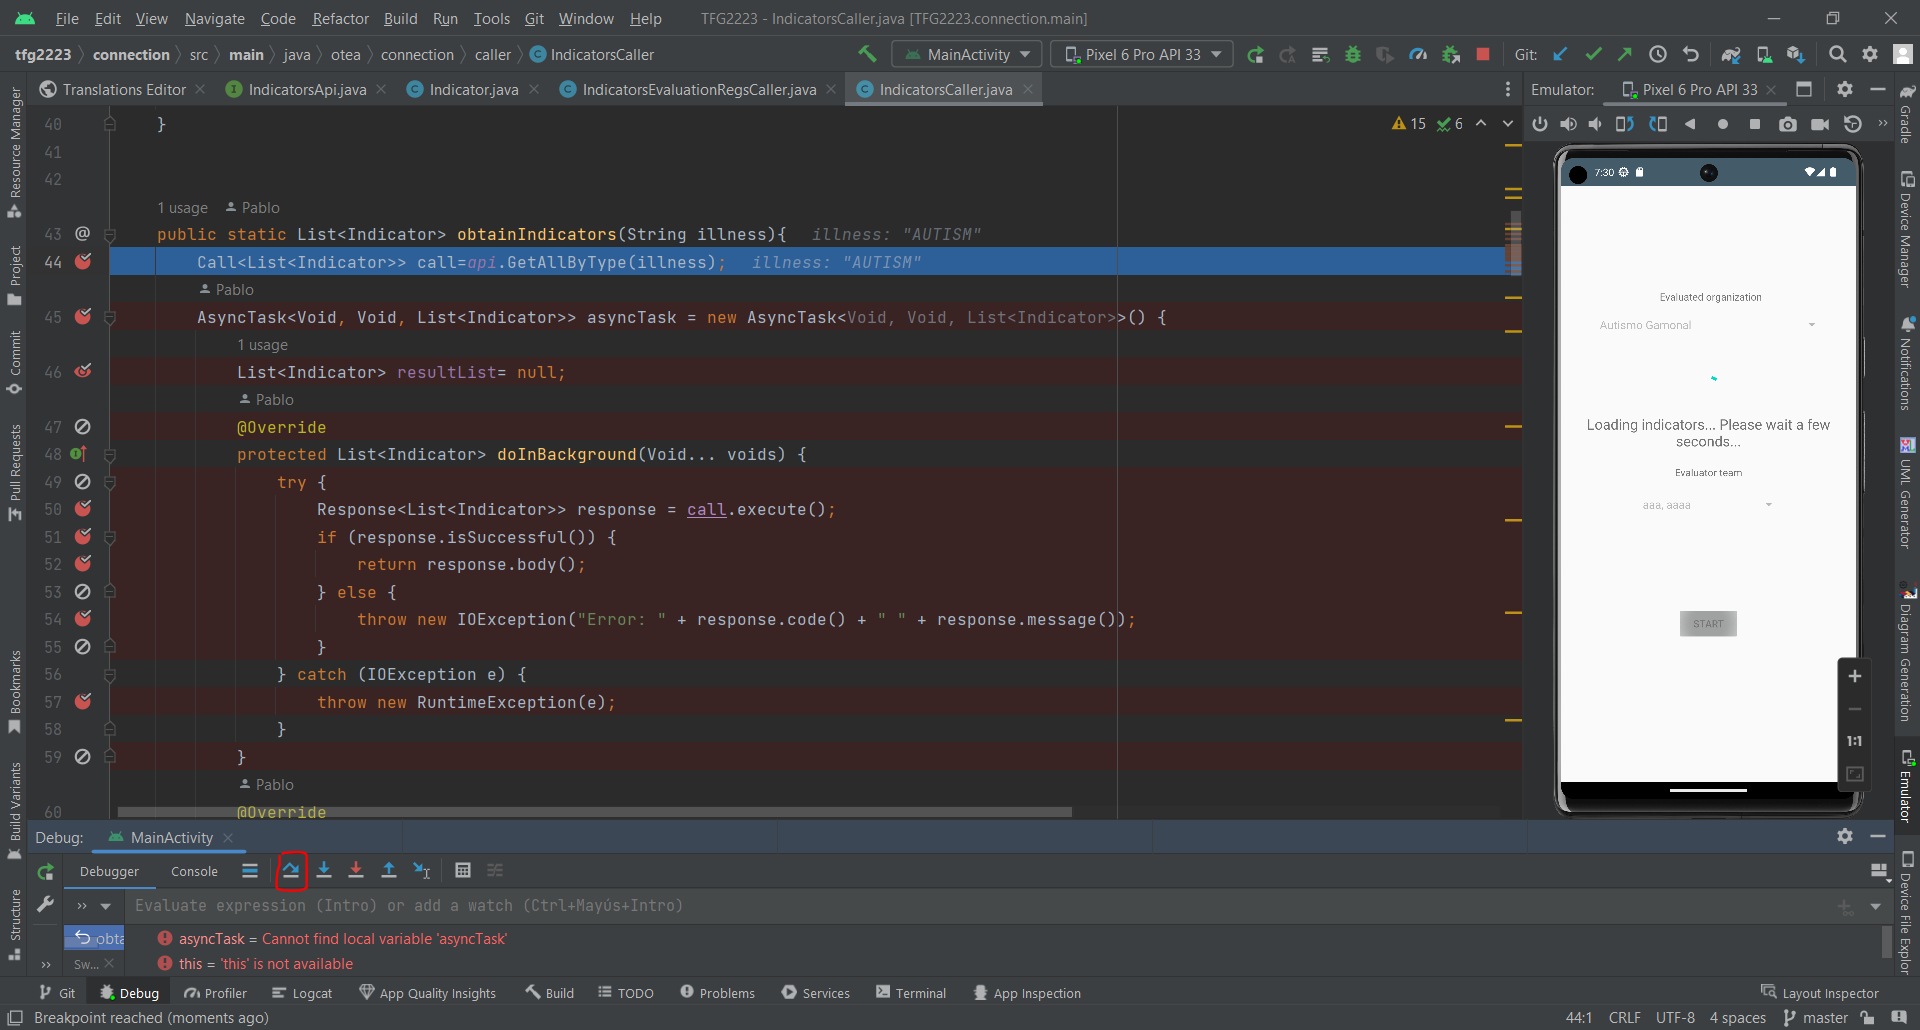 File Edit View Navigate Code Refactor Build Run Tools Git Window Help TFG2223 - IndicatorsCaller.java [TFG2223.connection.main]
tfg2223 connection src main java otea connection caller IndicatorsCaller MainActivity Pixel 6 Pro API 33 Git:
Translations Editor IndicatorsApi.java Indicator.java IndicatorsEvaluationRegsCaller.java IndicatorsCaller.java Emulator: Pixel 6 Pro API 33
Resource Manager
Project
Commit
Pull Requests
Bookmarks
Build Variants
Structure
15 6
40 }
41
42
1 usage Pablo
43 @ public static List<Indicator> obtainIndicators(String illness){ illness: "AUTISM"
44 Call<List<Indicator>> call=api.GetAllByType(illness); illness: "AUTISM"
Pablo
45 AsyncTask<Void, Void, List<Indicator>> asyncTask = new AsyncTask<Void, Void, List<Indicator>>() {
1 usage
46 List<Indicator> resultList= null;
Pablo
47 @Override
48 protected List<Indicator> doInBackground(Void... voids) {
49 try {
50 Response<List<Indicator>> response = call.execute();
51 if (response.isSuccessful()) {
52 return response.body();
53 } else {
54 throw new IOException("Error: " + response.code() + " " + response.message());
55 }
56 } catch (IOException e) {
57 throw new RuntimeException(e);
58 }
59 }
Pablo
60 @Override
7:30
Evaluated organization
Autismo Gamonal
Loading indicators... Please wait a few
seconds...
Evaluator team
aaa, aaaa
START
1:1
Gradle
Device Manager
Notifications
UML Generator
Diagram Generation
Emulator
Device File Explor
Debug: MainActivity
Debugger Console
Evaluate expression (Intro) or add a watch (Ctrl+Mayús+Intro)
obta asyncTask = Cannot find local variable 'asyncTask'
Sw... this = 'this' is not available
Git Debug Profiler Logcat App Quality Insights Build TODO Problems Services Terminal App Inspection Layout Inspector
Breakpoint reached (moments ago) 44:1 CRLF UTF-8 4 spaces master